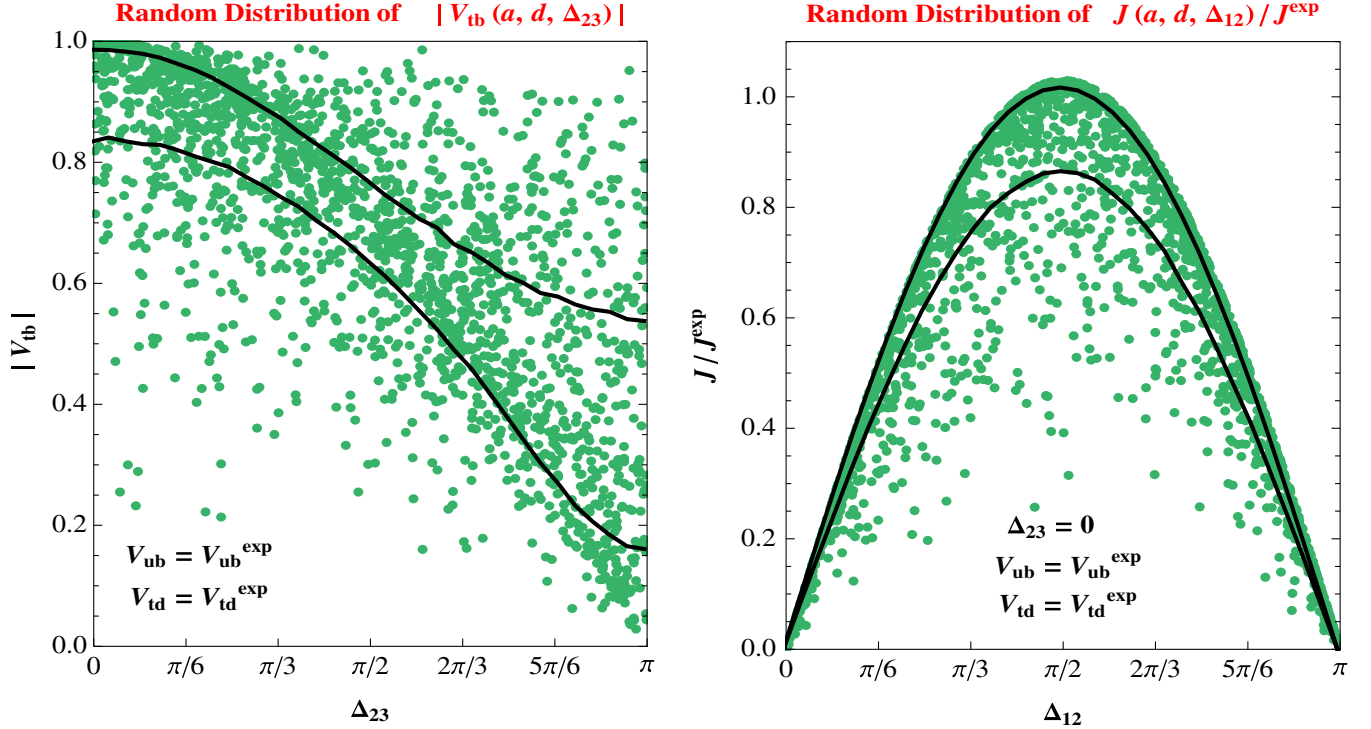 Random Distribution of | V_tb (a, d, Δ_23) |
1.0
0.8
0.6
0.4
0.2
0.0
| V_tb |
V_ub = V_ub^exp
V_td = V_td^exp
0 π/6 π/3 π/2 2π/3 5π/6 π
Δ_23
Random Distribution of J (a, d, Δ_12) / J^exp
1.0
0.8
0.6
0.4
0.2
0.0
J / J^exp
Δ_23 = 0
V_ub = V_ub^exp
V_td = V_td^exp
0 π/6 π/3 π/2 2π/3 5π/6 π
Δ_12